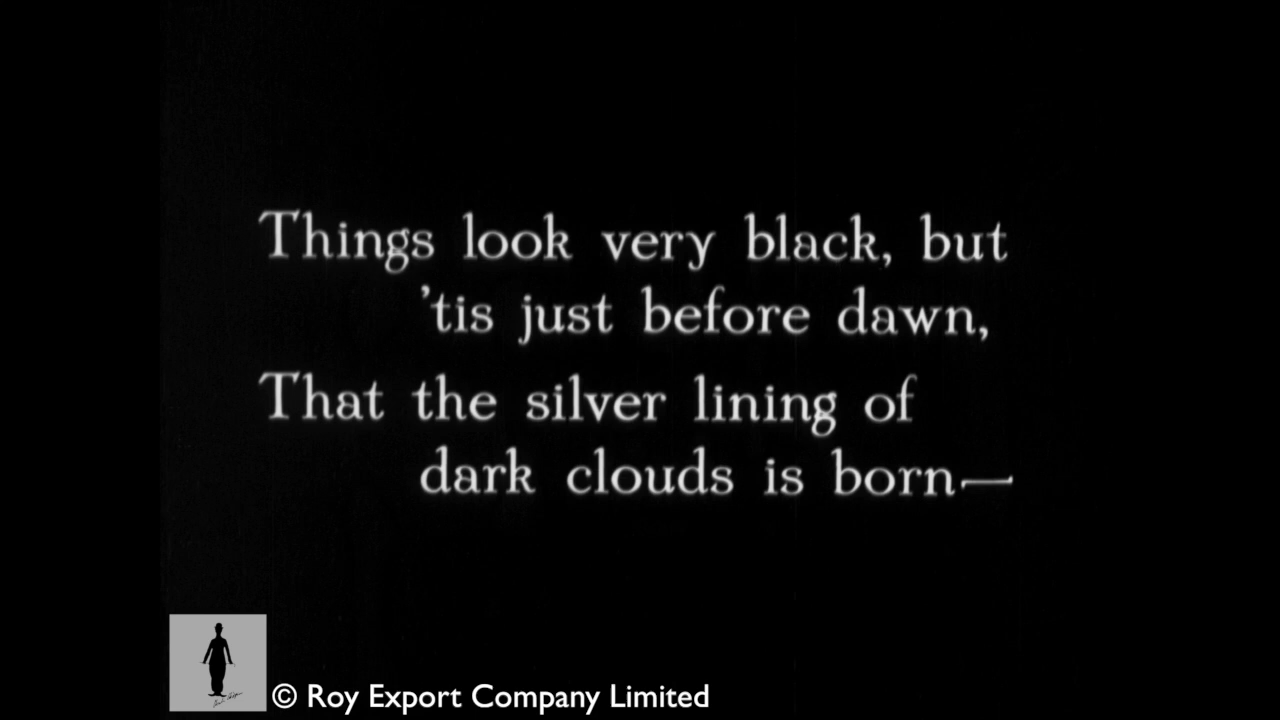 Things look very black, but
’tis just before dawn,
That the silver lining of
dark clouds is born—
© Roy Export Company Limited